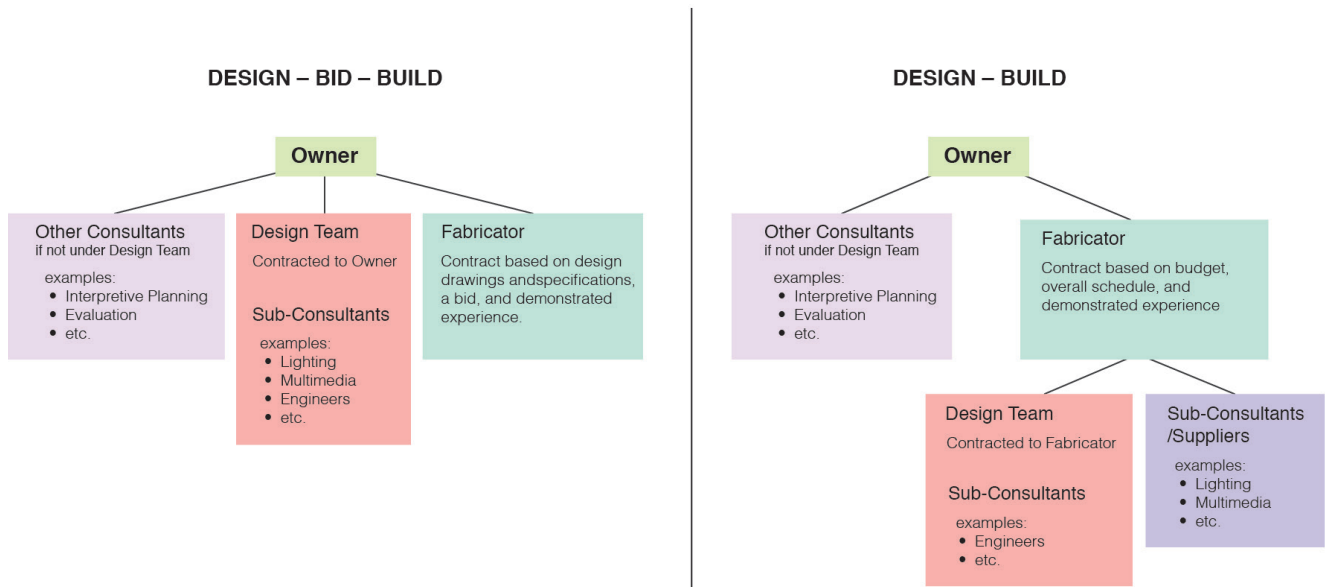 DESIGN – BID – BUILD
Owner
Other Consultants
if not under Design Team
examples:
• Interpretive Planning
• Evaluation
• etc.
Design Team
Contracted to Owner
Sub-Consultants
examples:
• Lighting
• Multimedia
• Engineers
• etc.
Fabricator
Contract based on design
drawings andspecifications,
a bid, and demonstrated
experience.
DESIGN – BUILD
Owner
Other Consultants
if not under Design Team
examples:
• Interpretive Planning
• Evaluation
• etc.
Fabricator
Contract based on budget,
overall schedule, and
demonstrated experience
Design Team
Contracted to Fabricator
Sub-Consultants
examples:
• Engineers
• etc.
Sub-Consultants
/Suppliers
examples:
• Lighting
• Multimedia
• etc.